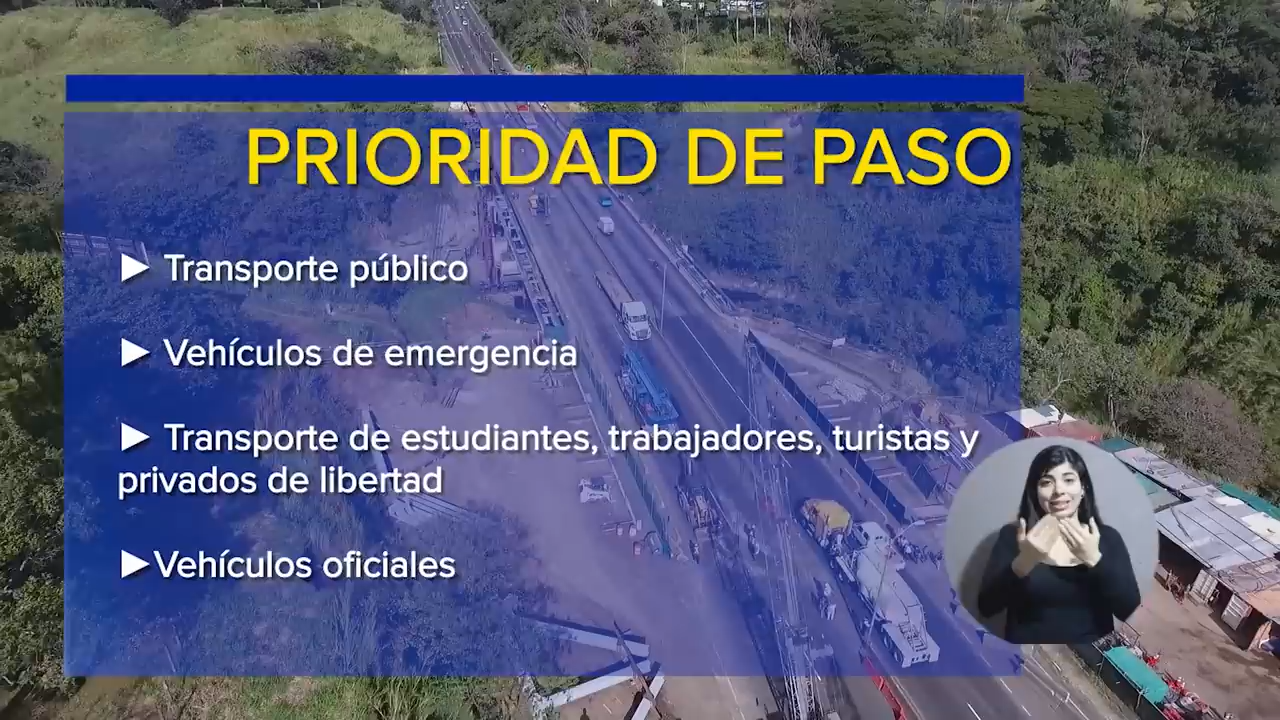 PRIORIDAD DE PASO
► Transporte público
► Vehículos de emergencia
► Transporte de estudiantes, trabajadores, turistas y
privados de libertad
►Vehículos oficiales